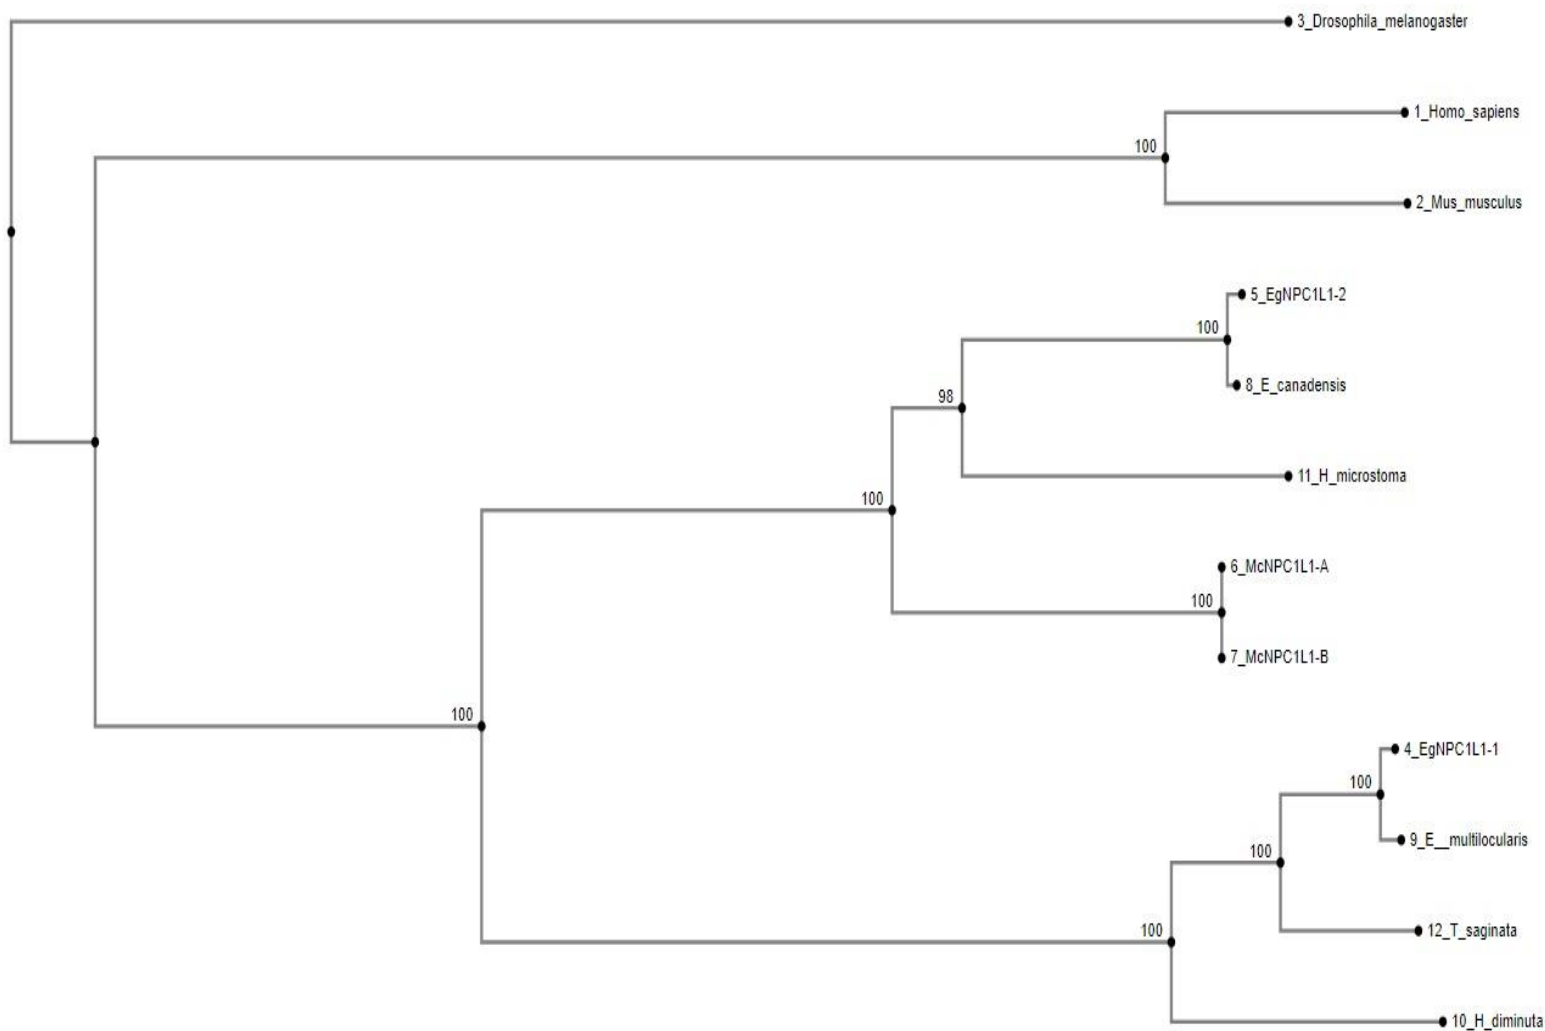 3_Drosophila_melanogaster
1_Homo_sapiens
100
2_Mus_musculus
5_EgNPC1L1-2
100
8_E_canadensis
98
11_H_microstoma
100
6_McNPC1L1-A
100
7_McNPC1L1-B
100
4_EgNPC1L1-1
100
9_E__multilocularis
100
12_T_saginata
100
10_H_diminuta